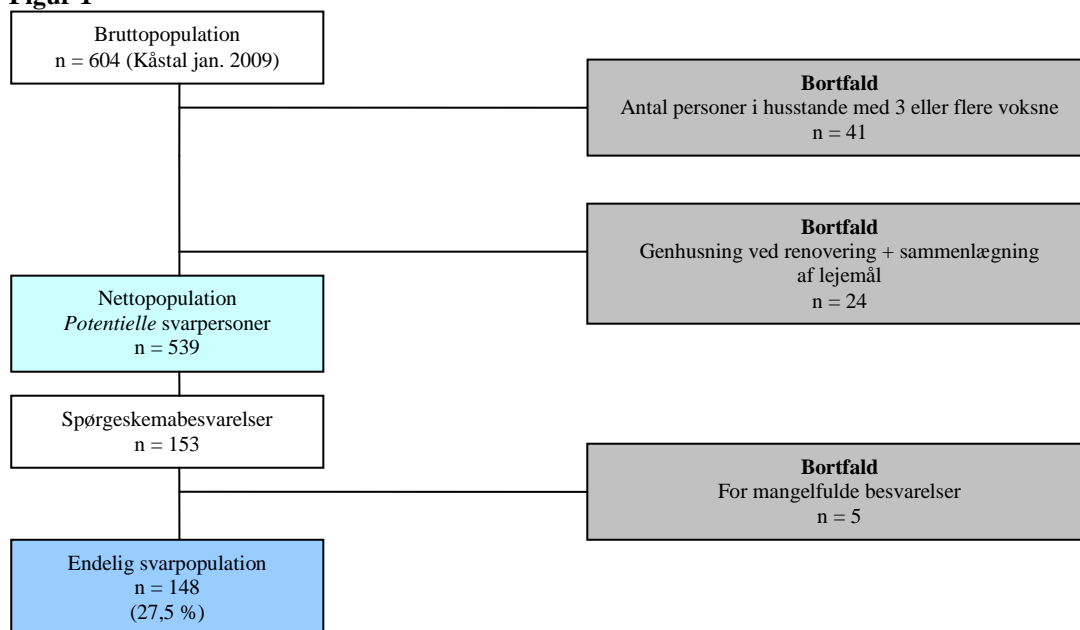 Bruttopopulation
n = 604 (Kåstal jan. 2009)
Bortfald
Antal personer i husstande med 3 eller flere voksne
n = 41
Bortfald
Genhusning ved renovering + sammenlægning
af lejemål
n = 24
Nettopopulation
Potentielle svarpersoner
n = 539
Spørgeskemabesvarelser
n = 153
Bortfald
For mangelfulde besvarelser
n = 5
Endelig svarpopulation
n = 148
(27,5 %)